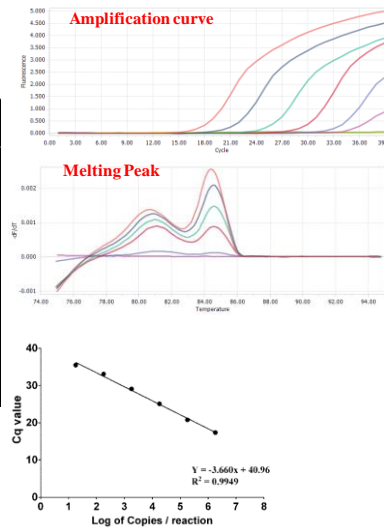 Amplification curve
5.000
4.500
4.000
3.500
3.000
2.500
2.000
1.500
1.000
0.500
0.000
Fluorescence
0.00 3.00 6.00 9.00 12.00 15.00 18.00 21.00 24.00 27.00 30.00 33.00 36.00
Cycle
Melting Peak
0.002
0.001
0.000
-0.001
-dF/dT
74.00 76.00 78.00 80.00 82.00 84.00 86.00 88.00 90.00 92.00 94.00
Temperature
40
30
20
10
0
Cq value
Y = -3.660x + 40.96
R² = 0.9949
0 1 2 3 4 5 6 7 8
Log of Copies / reaction